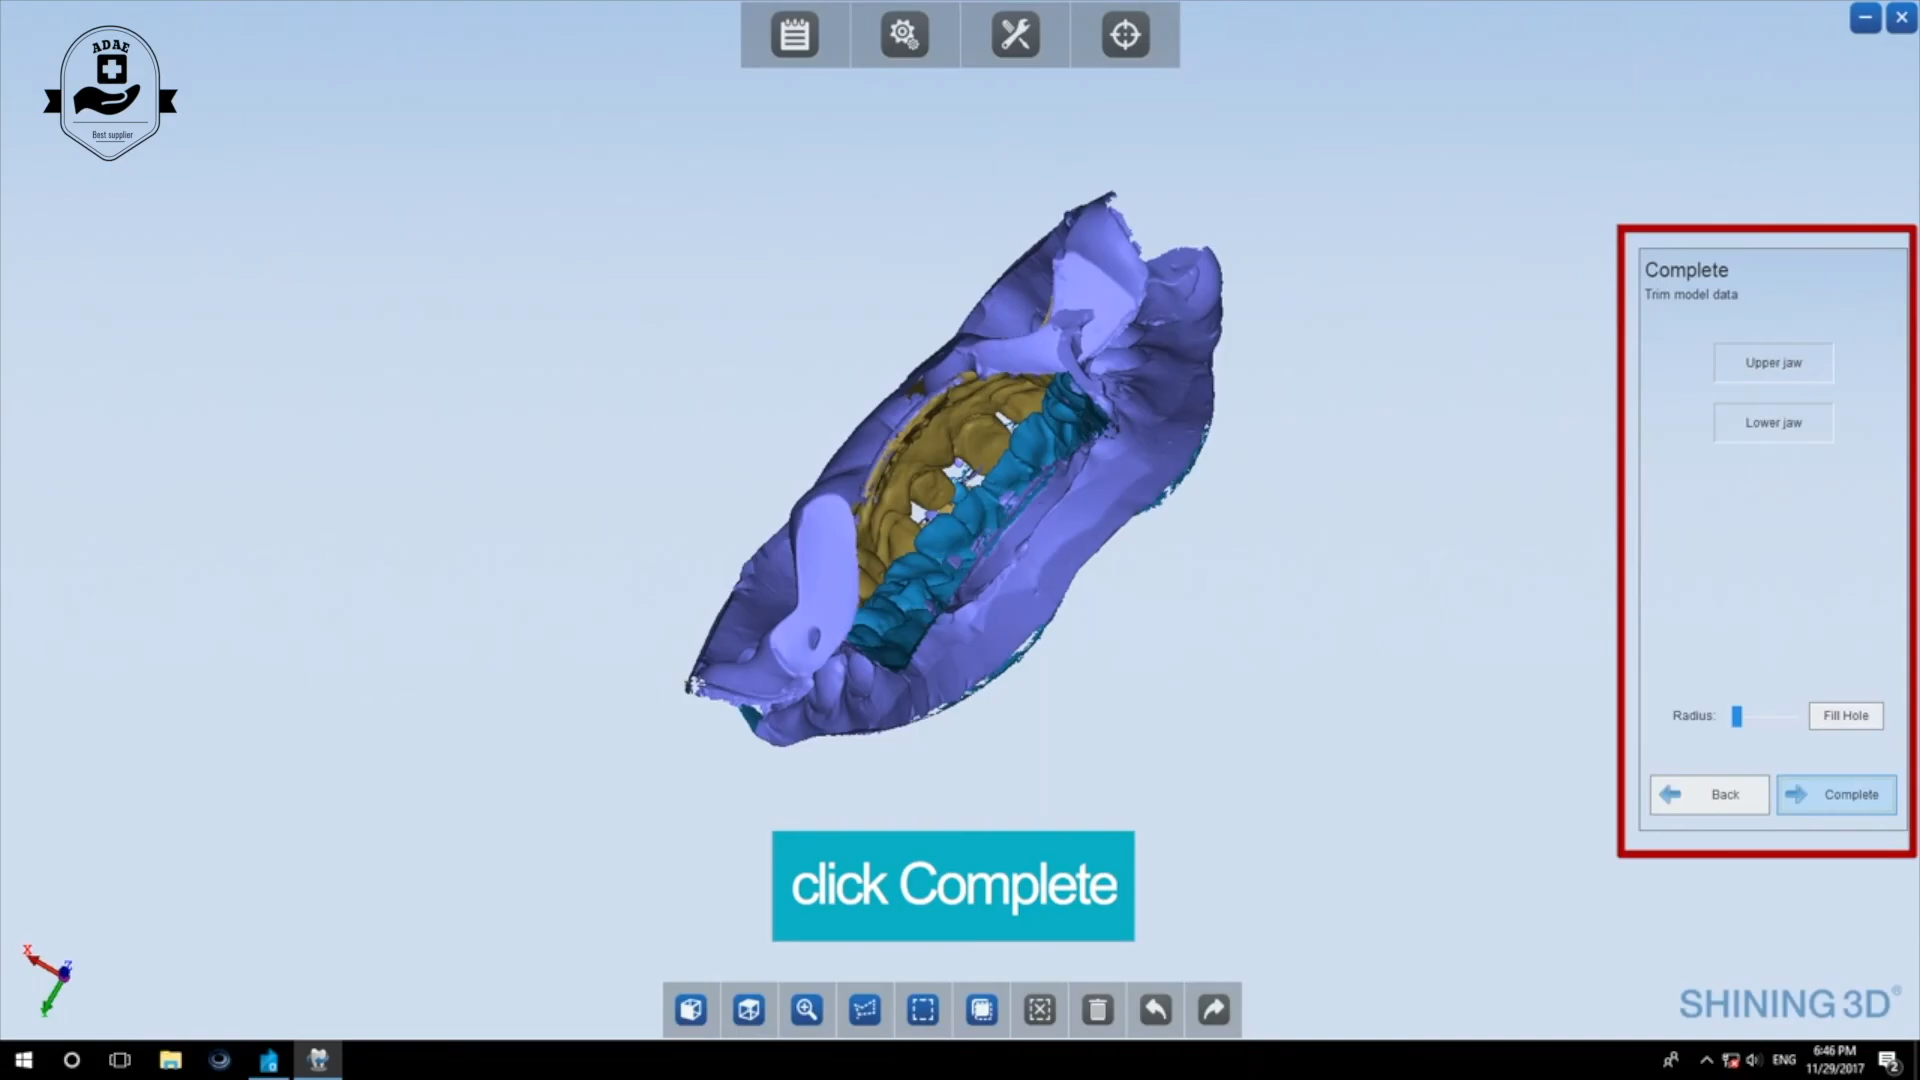 ADAE
Best supplier
Complete
Trim model data
Upper jaw
Lower jaw
Radius:
Fill Hole
Back
Complete
click Complete
X
Z
SHINING 3D®
ENG
6:46 PM
11/29/2017
2